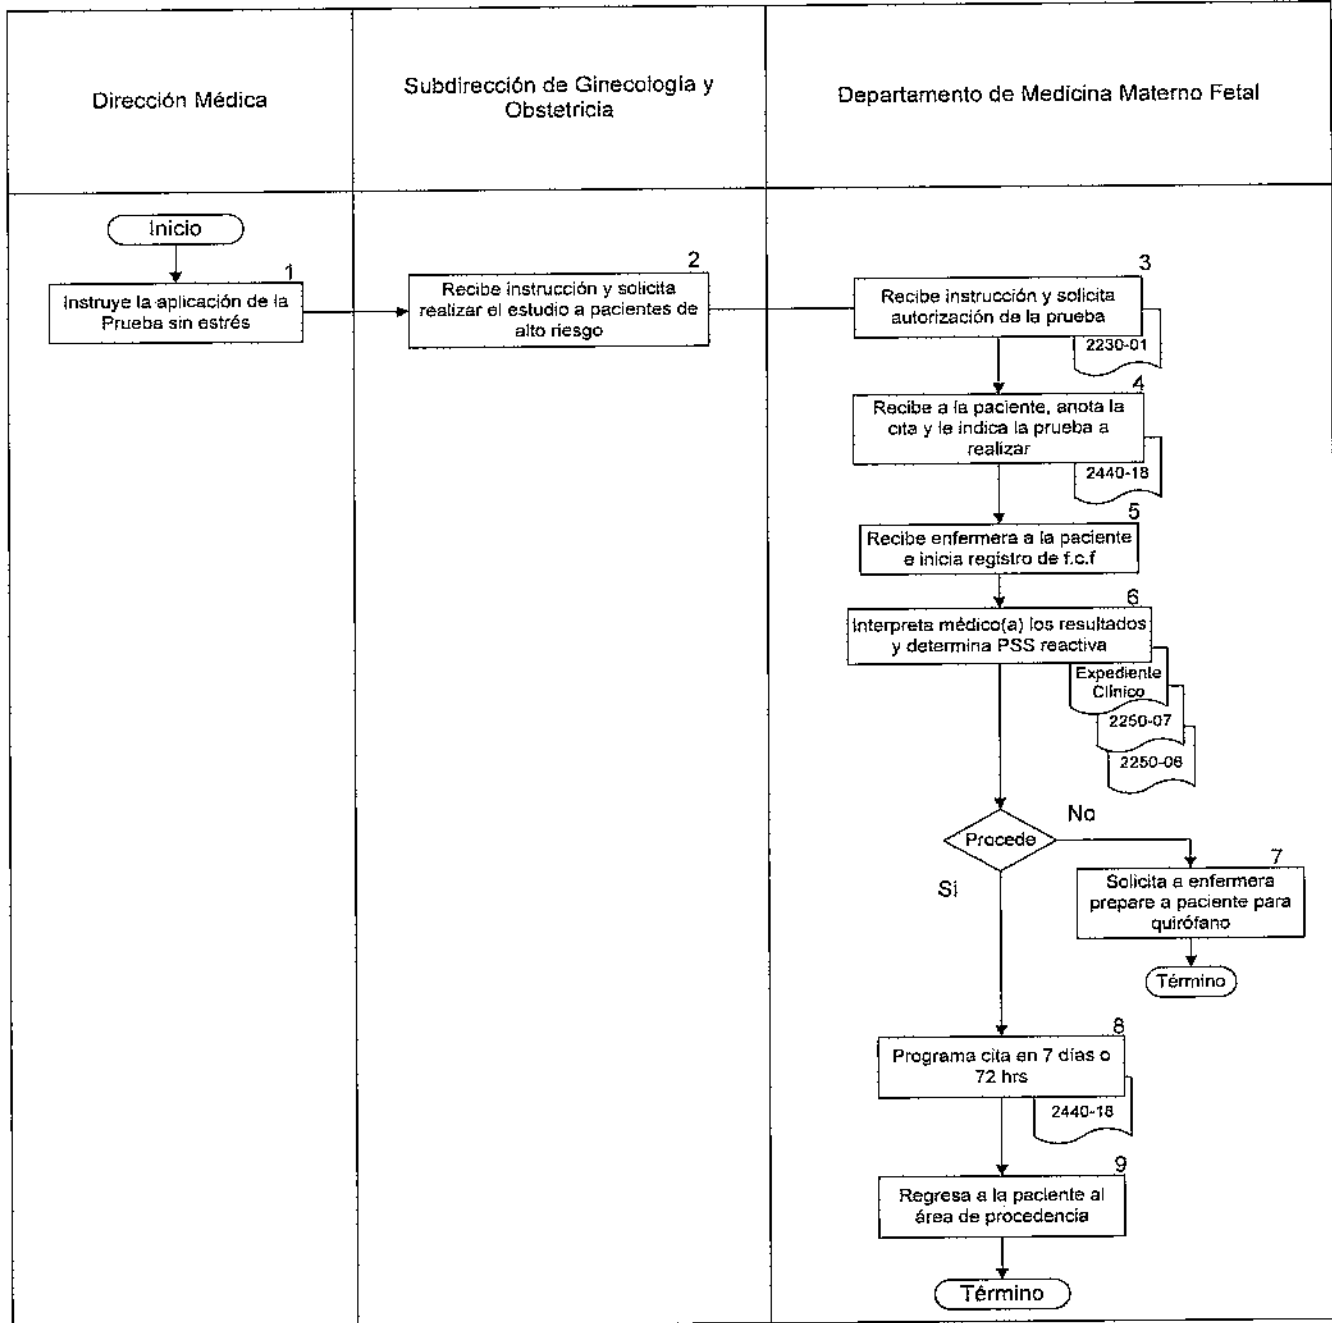 Dirección Médica
Subdirección de Ginecología y
Obstetricia
Departamento de Medicina Materno Fetal
Inicio
1
Instruye la aplicación de la
Prueba sin estrés
2
Recibe instrucción y solicita
realizar el estudio a pacientes de
alto riesgo
3
Recibe instrucción y solicita
autorización de la prueba
2230-01
4
Recibe a la paciente, anota la
cita y le indica la prueba a
realizar
2440-18
5
Recibe enfermera a la paciente
e inicia registro de f.c.f
6
Interpreta médico(a) los resultados
y determina PSS reactiva
Expediente
Clínico
2250-07
2250-06
Procede
No
Si
7
Solicita a enfermera
prepare a paciente para
quirófano
Término
8
Programa cita en 7 días o
72 hrs
2440-18
9
Regresa a la paciente al
área de procedencia
Término